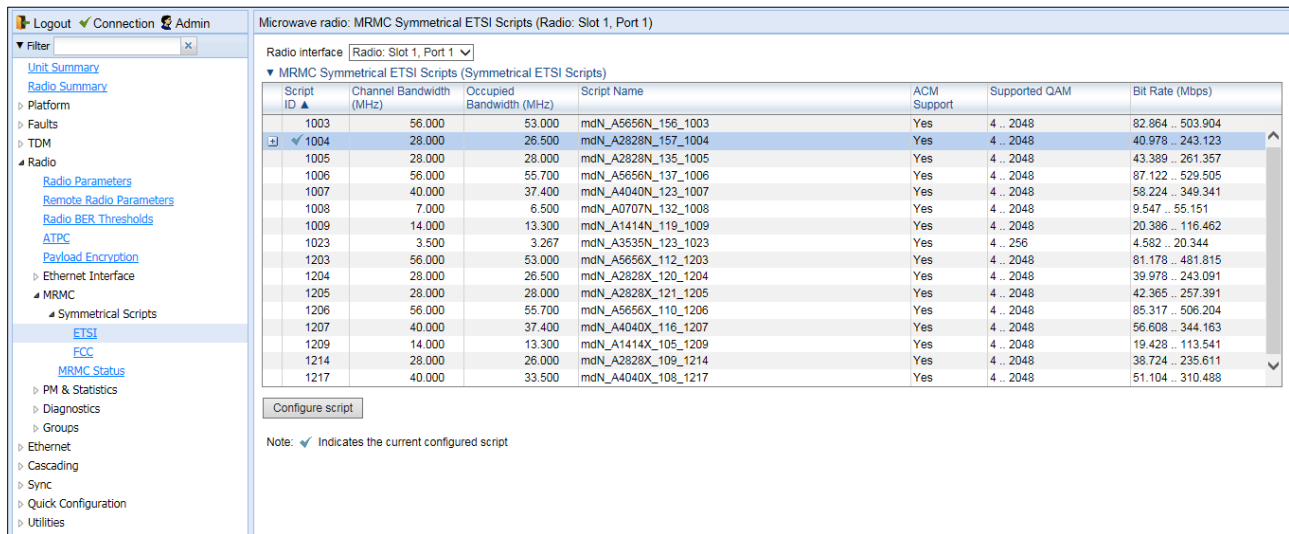 Logout Connection Admin
Filter
Unit Summary
Radio Summary
Platform
Faults
TDM
Radio
Radio Parameters
Remote Radio Parameters
Radio BER Thresholds
ATPC
Payload Encryption
Ethernet Interface
MRMC
Symmetrical Scripts
ETSI
FCC
MRMC Status
PM & Statistics
Diagnostics
Groups
Ethernet
Cascading
Sync
Quick Configuration
Utilities
Microwave radio: MRMC Symmetrical ETSI Scripts (Radio: Slot 1, Port 1)
Radio interface Radio: Slot 1, Port 1
▼ MRMC Symmetrical ETSI Scripts (Symmetrical ETSI Scripts)
Script Channel Bandwidth Occupied Script Name ACM Supported QAM Bit Rate (Mbps)
ID ▲ (MHz) Bandwidth (MHz) Support
1003 56.000 53.000 mdN_A5656N_156_1003 Yes 4 .. 2048 82.864 .. 503.904
1004 28.000 26.500 mdN_A2828N_157_1004 Yes 4 .. 2048 40.978 .. 243.123
1005 28.000 28.000 mdN_A2828N_135_1005 Yes 4 .. 2048 43.389 .. 261.357
1006 56.000 55.700 mdN_A5656N_137_1006 Yes 4 .. 2048 87.122 .. 529.505
1007 40.000 37.400 mdN_A4040N_123_1007 Yes 4 .. 2048 58.224 .. 349.341
1008 7.000 6.500 mdN_A0707N_132_1008 Yes 4 .. 2048 9.547 .. 55.151
1009 14.000 13.300 mdN_A1414N_119_1009 Yes 4 .. 2048 20.386 .. 116.462
1023 3.500 3.267 mdN_A3535N_123_1023 Yes 4 .. 256 4.582 .. 20.344
1203 56.000 53.000 mdN_A5656X_112_1203 Yes 4 .. 2048 81.178 .. 481.815
1204 28.000 26.500 mdN_A2828X_120_1204 Yes 4 .. 2048 39.978 .. 243.091
1205 28.000 28.000 mdN_A2828X_121_1205 Yes 4 .. 2048 42.365 .. 257.391
1206 56.000 55.700 mdN_A5656X_110_1206 Yes 4 .. 2048 85.317 .. 506.204
1207 40.000 37.400 mdN_A4040X_116_1207 Yes 4 .. 2048 56.608 .. 344.163
1209 14.000 13.300 mdN_A1414X_105_1209 Yes 4 .. 2048 19.428 .. 113.541
1214 28.000 26.000 mdN_A2828X_109_1214 Yes 4 .. 2048 38.724 .. 235.611
1217 40.000 33.500 mdN_A4040X_108_1217 Yes 4 .. 2048 51.104 .. 310.488
Configure script
Note: ✓ Indicates the current configured script